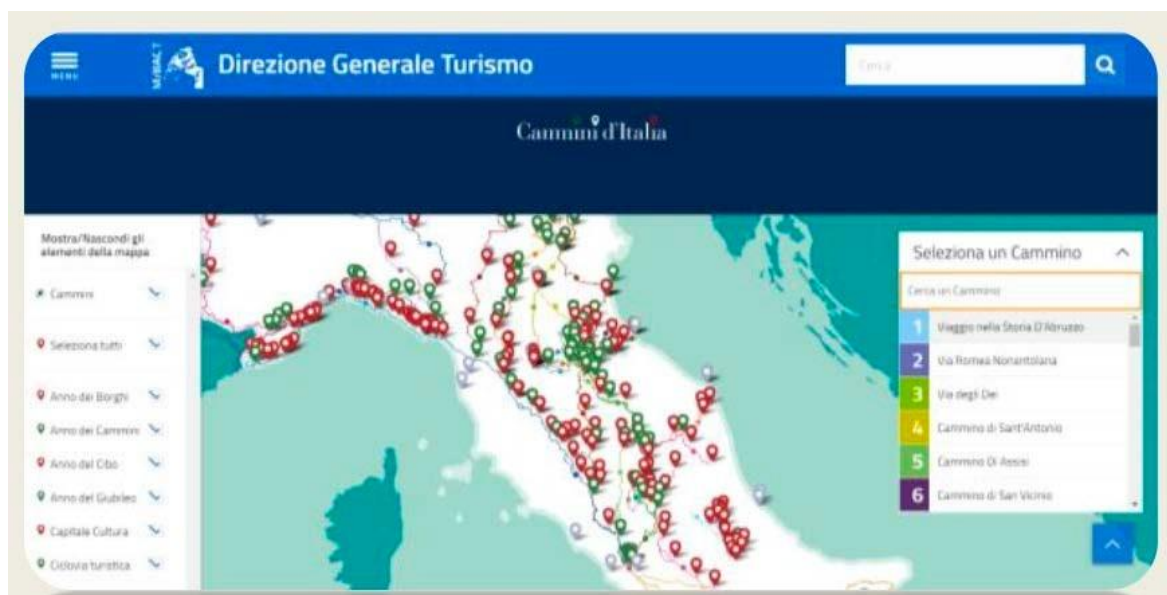 MENU
MiBACT
Direzione Generale Turismo
Cerca
Cammini d'Italia
Mostra/Nascondi gli
elementi della mappa
Cammini
Seleziona tutti
Anno dei Borghi
Anno dei Cammini
Anno del Cibo
Anno del Giubileo
Capitale Cultura
Ciclovia turistica
Seleziona un Cammino
Cerca un Cammino
1 Viaggio nella Storia D'Abruzzo
2 Via Romea Nonantolana
3 Via degli Dei
4 Cammino di Sant'Antonio
5 Cammino Di Assisi
6 Cammino di San Vicinio